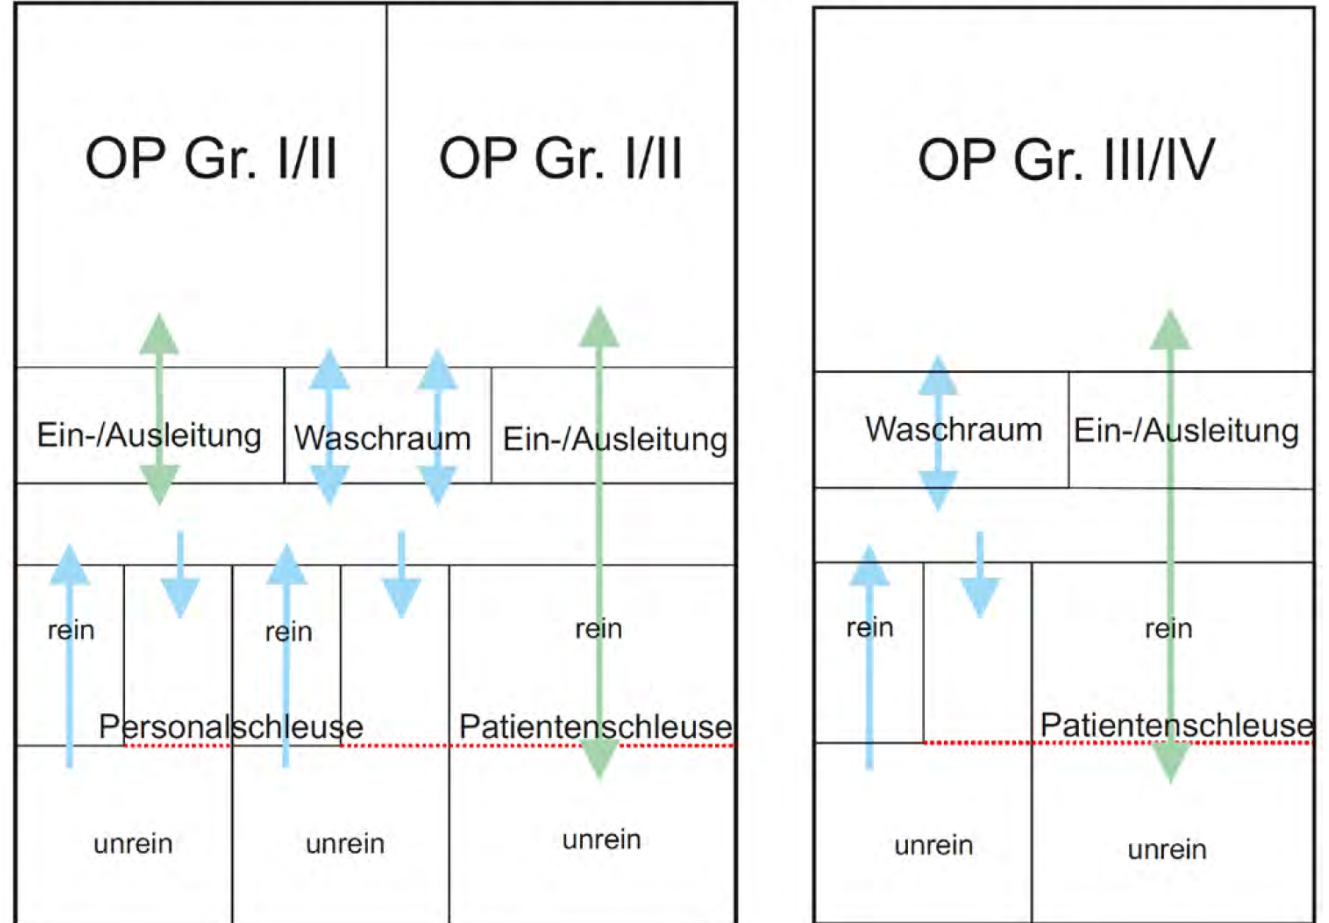 OP Gr. I/II
OP Gr. I/II
OP Gr. III/IV
Ein-/Ausleitung
Waschraum
Ein-/Ausleitung
Waschraum
Ein-/Ausleitung
rein
rein
rein
rein
rein
Personalschleuse
Patientenschleuse
Patientenschleuse
unrein
unrein
unrein
unrein
unrein